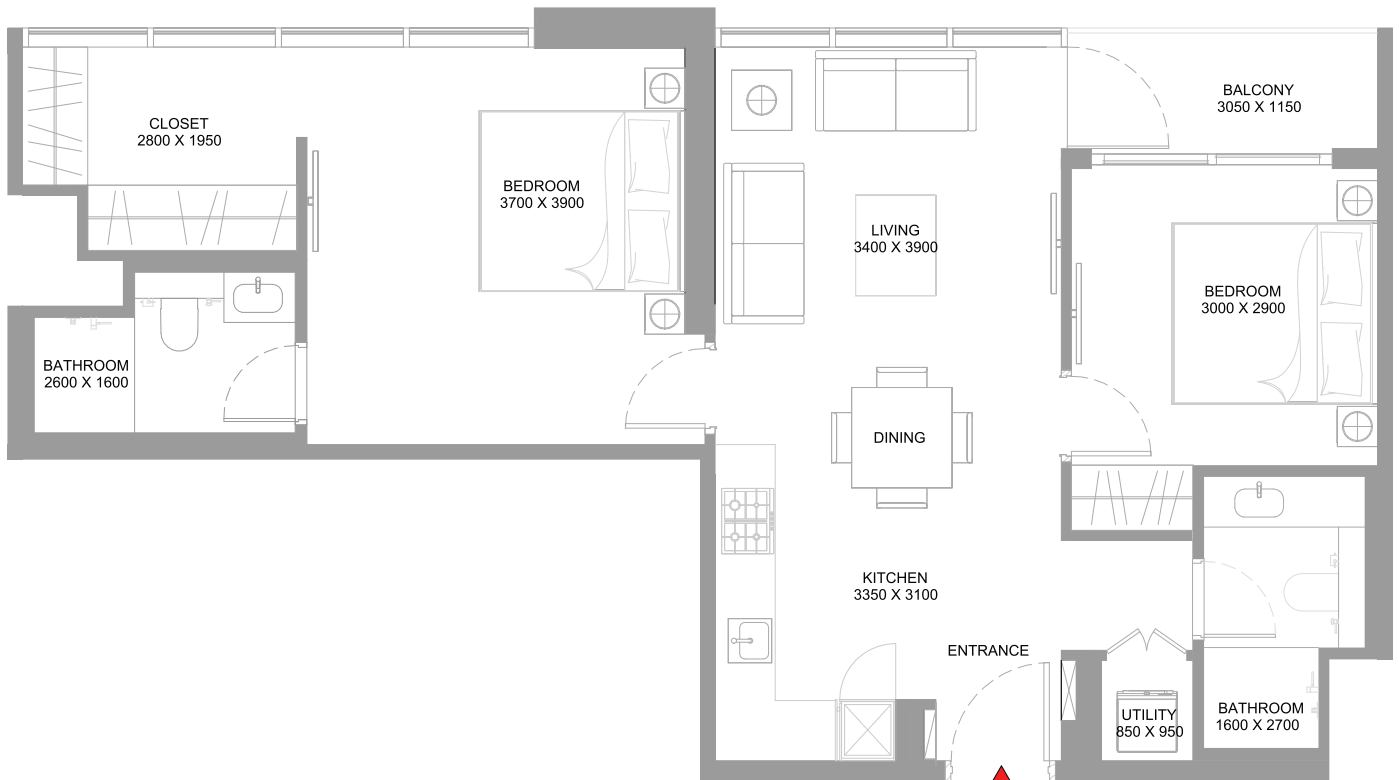 CLOSET
2800 X 1950
BEDROOM
3700 X 3900
BATHROOM
2600 X 1600
LIVING
3400 X 3900
DINING
KITCHEN
3350 X 3100
ENTRANCE
BALCONY
3050 X 1150
BEDROOM
3000 X 2900
UTILITY
850 X 950
BATHROOM
1600 X 2700